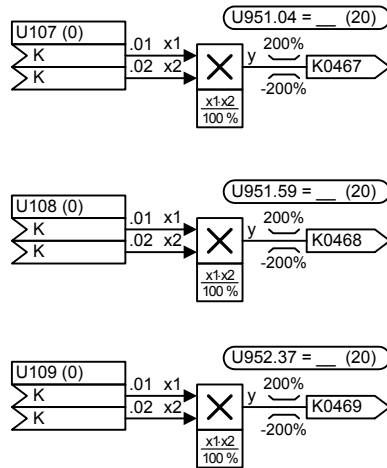 U951.04 = __ (20)
U107 (0)
K .01 x1
K .02 x2
y 200%
-200%
K0467
x1·x2
100 %
U951.59 = __ (20)
U108 (0)
K .01 x1
K .02 x2
y 200%
-200%
K0468
x1·x2
100 %
U952.37 = __ (20)
U109 (0)
K .01 x1
K .02 x2
y 200%
-200%
K0469
x1·x2
100 %